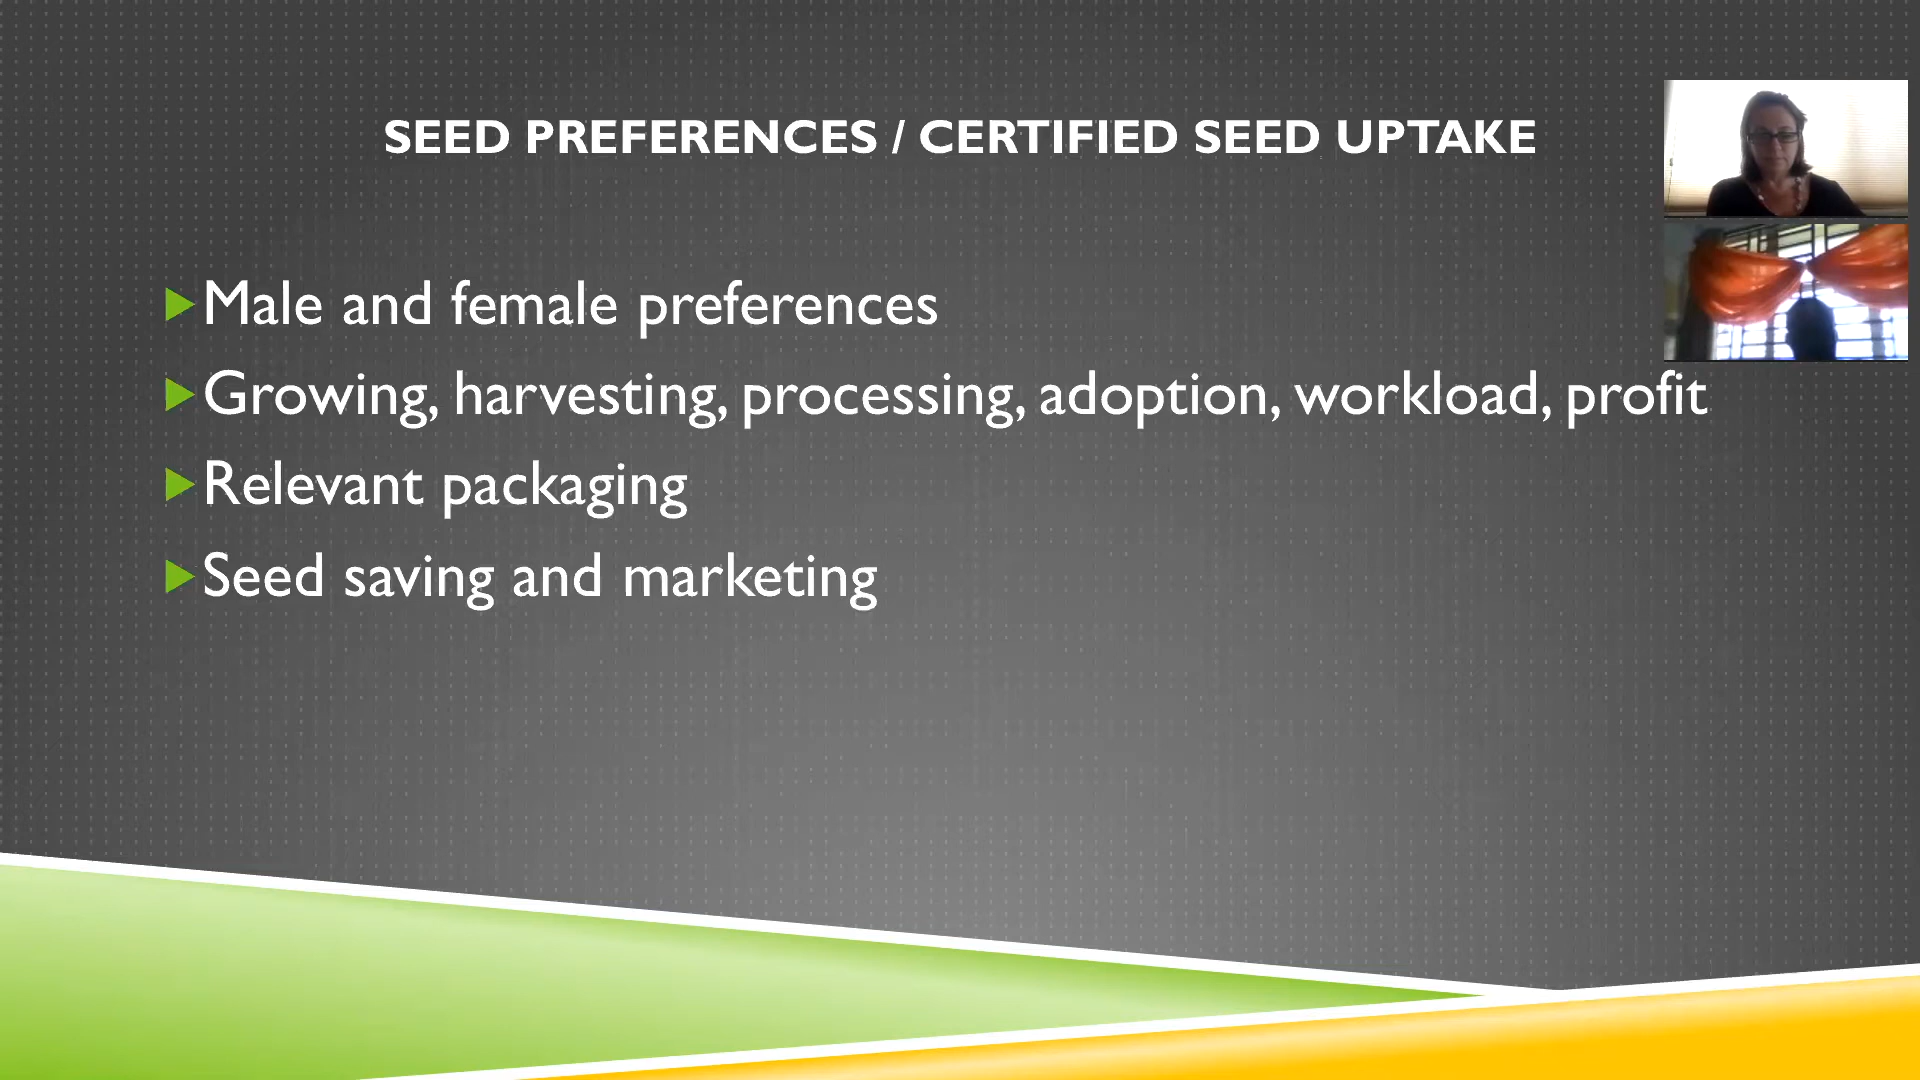 SEED PREFERENCES / CERTIFIED SEED UPTAKE
Male and female preferences
Growing, harvesting, processing, adoption, workload, profit
Relevant packaging
Seed saving and marketing